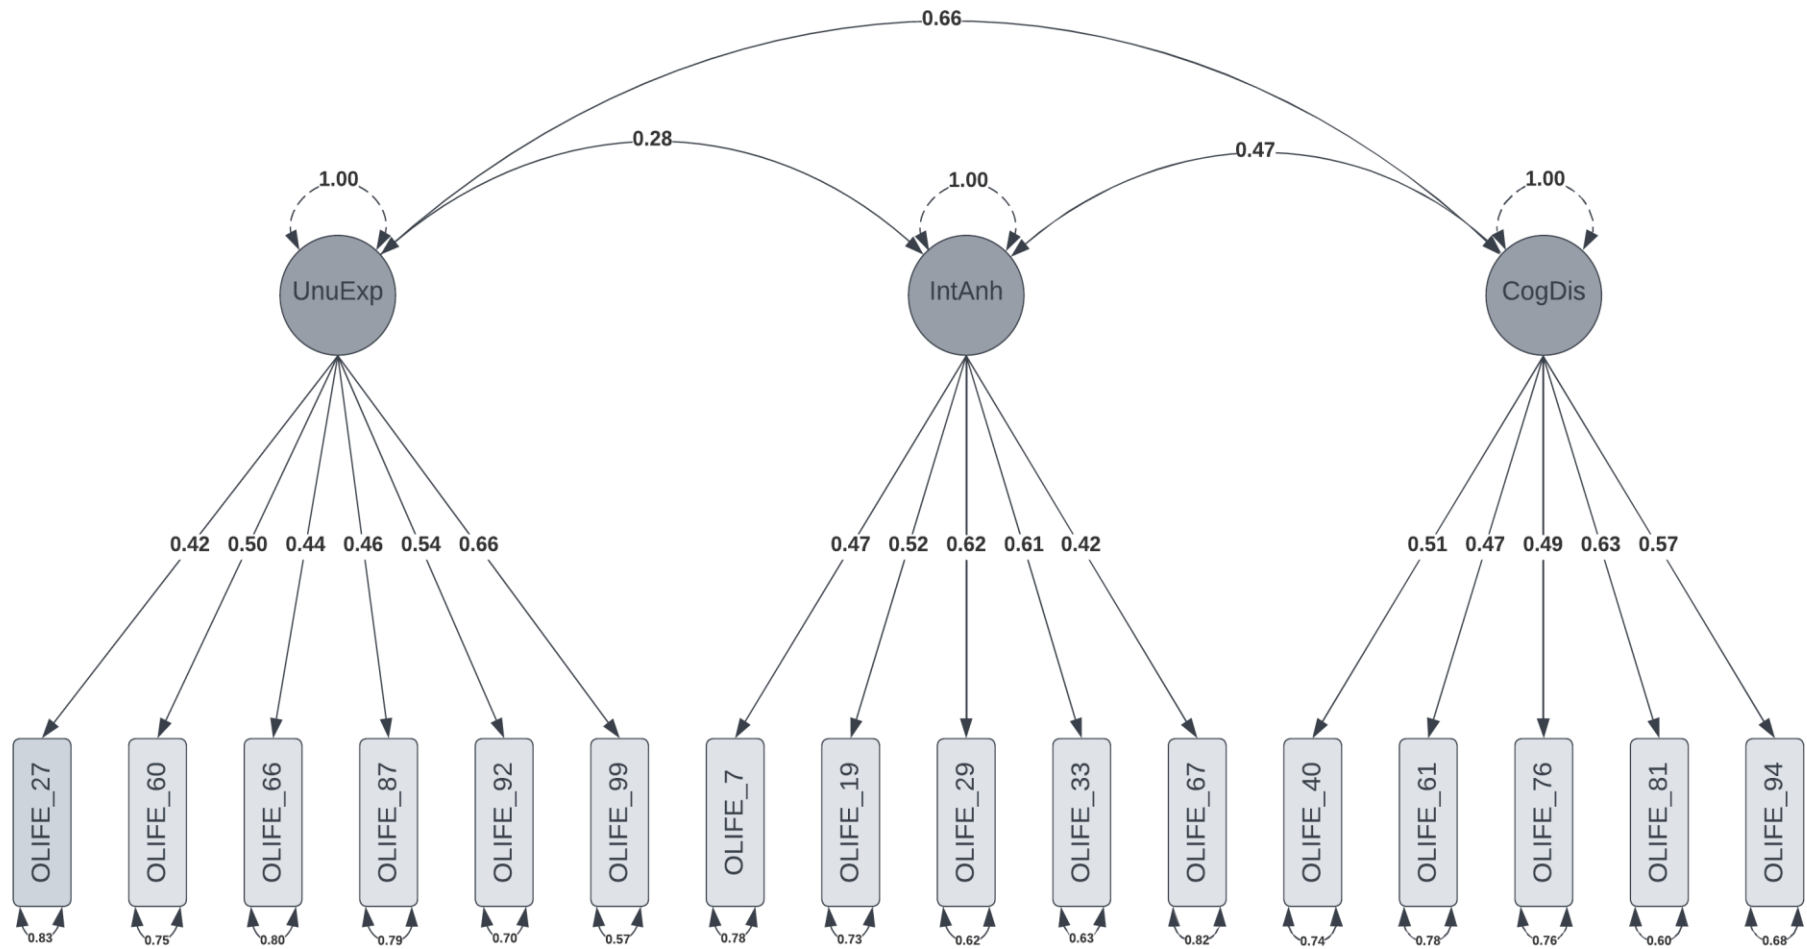 0.66
0.28
0.47
1.00
1.00
1.00
UnuExp
IntAnh
CogDis
0.42 0.50 0.44 0.46 0.54 0.66
0.47 0.52 0.62 0.61 0.42
0.51 0.47 0.49 0.63 0.57
OLIFE_27
OLIFE_60
OLIFE_66
OLIFE_87
OLIFE_92
OLIFE_99
OLIFE_7
OLIFE_19
OLIFE_29
OLIFE_33
OLIFE_67
OLIFE_40
OLIFE_61
OLIFE_76
OLIFE_81
OLIFE_94
0.83 0.75 0.80 0.79 0.70 0.57 0.78 0.73 0.62 0.63 0.82 0.74 0.78 0.76 0.60 0.68